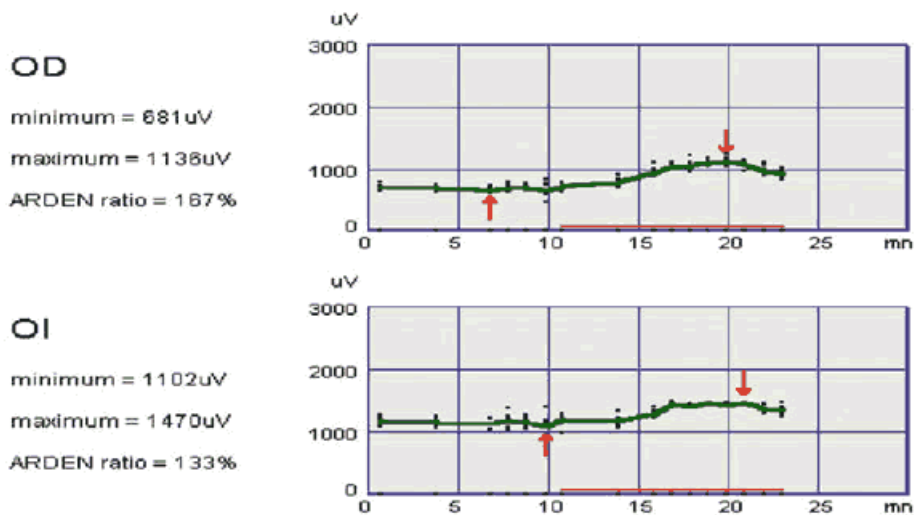 uV
3000
OD
minimum = 681uV
2000
maximum = 1136uV
1000
ARDEN ratio = 167%
0
0 5 10 15 20 25 mn
uV
3000
OI
minimum = 1102uV
2000
maximum = 1470uV
1000
ARDEN ratio = 133%
0
0 5 10 15 20 25 mn